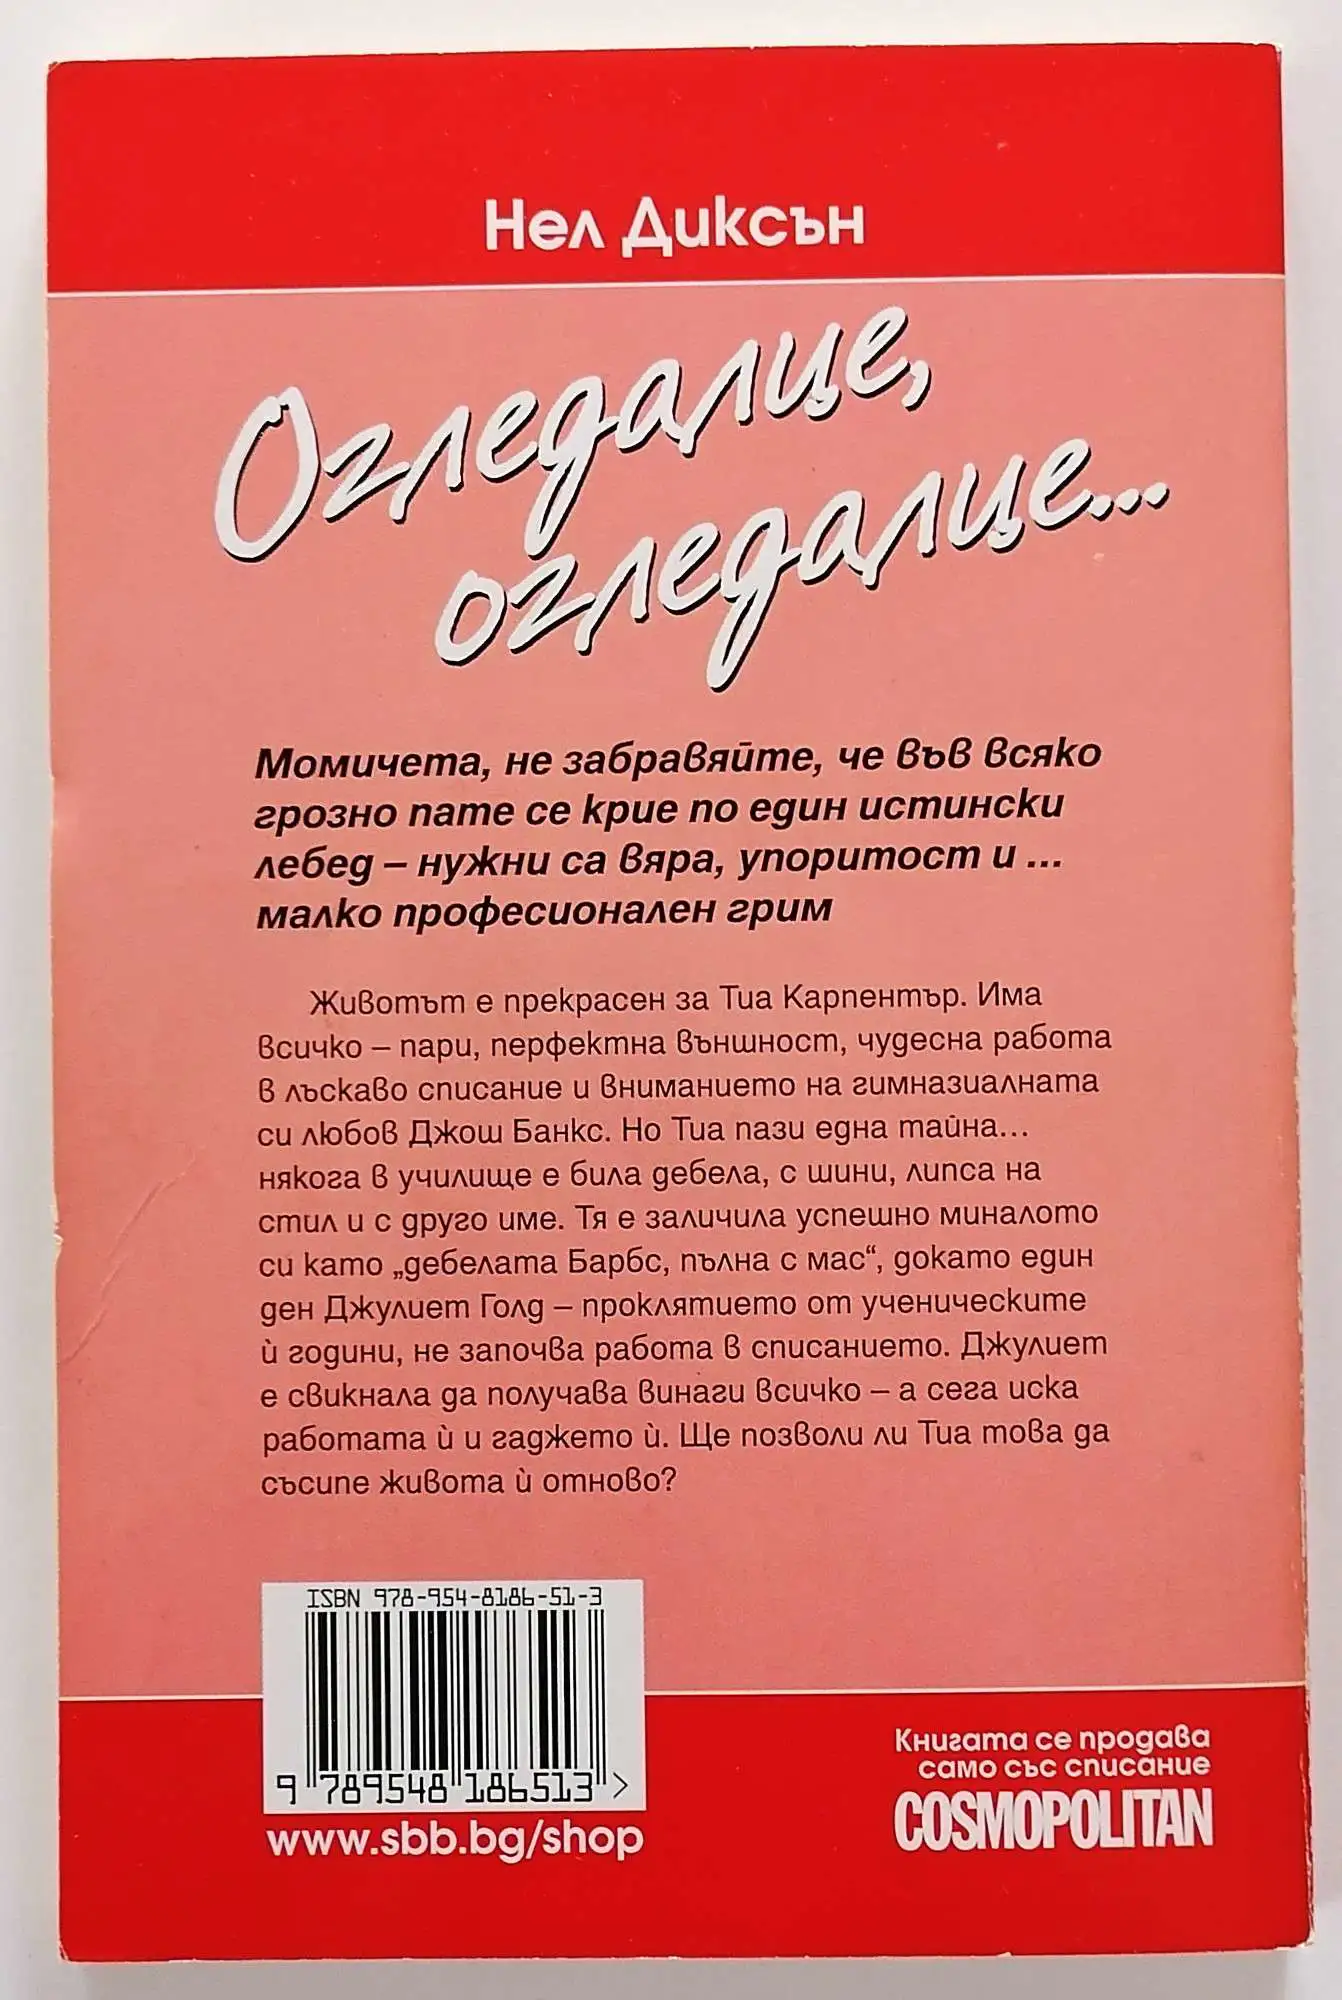 Нел Диксън
Огледалце,
огледалце...
Момичета, не забравяйте, че във всяко
грозно пате се крие по един истински
лебед – нужни са вяра, упоритост и ...
малко професионален грим
Животът е прекрасен за Тиа Карпентър. Има
всичко – пари, перфектна външност, чудесна работа
в лъскаво списание и вниманието на гимназиалната
си любов Джош Банкс. Но Тиа пази една тайна...
някога в училище е била дебела, с шини, липса на
стил и с друго име. Тя е заличила успешно миналото
си като „дебелата Барбс, пълна с мас“, докато един
ден Джулиет Голд – проклятието от ученическите
ѝ години, не започва работа в списанието. Джулиет
е свикнала да получава винаги всичко – а сега иска
работата ѝ и гаджето ѝ. Ще позволи ли Тиа това да
съсипе живота ѝ отново?
ISBN 978-954-8186-51-3
9 789548 186513 >
www.sbb.bg/shop
Книгата се продава
само със списание
COSMOPOLITAN